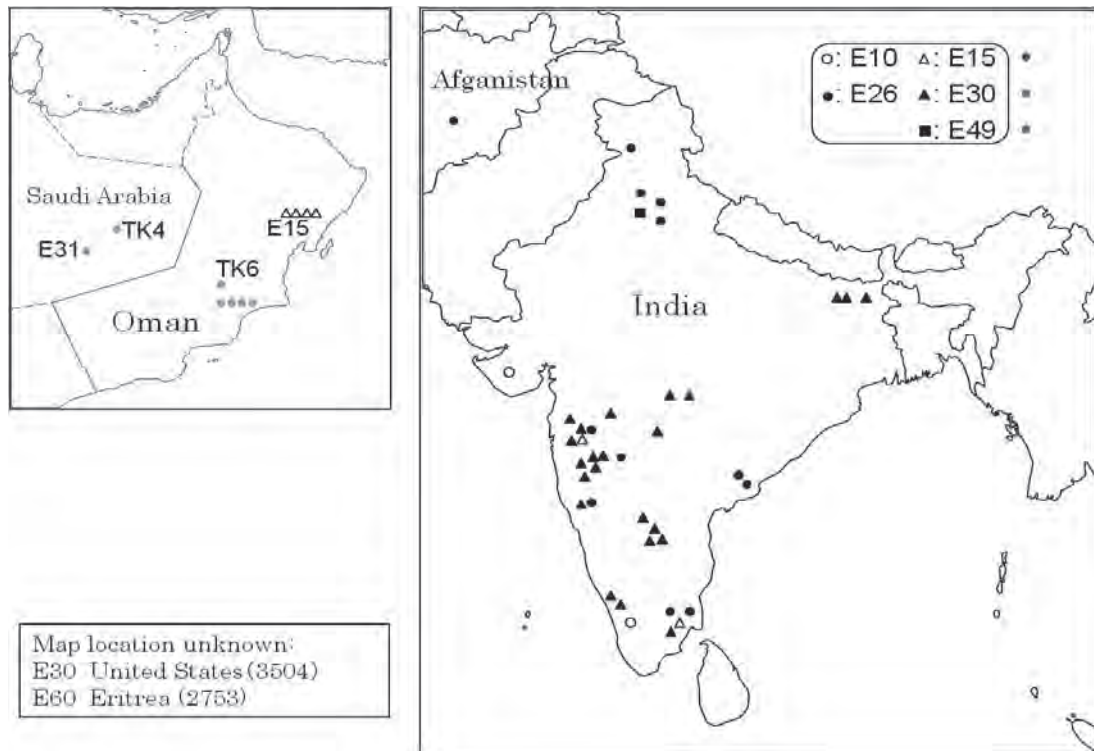 Saudi Arabia
TK4
E31
E15
TK6
Oman
Map location unknown:
E30 United States (3504)
E60 Eritrea (2753)
Afganistan
India
: E10 : E15
: E26 : E30
: E49